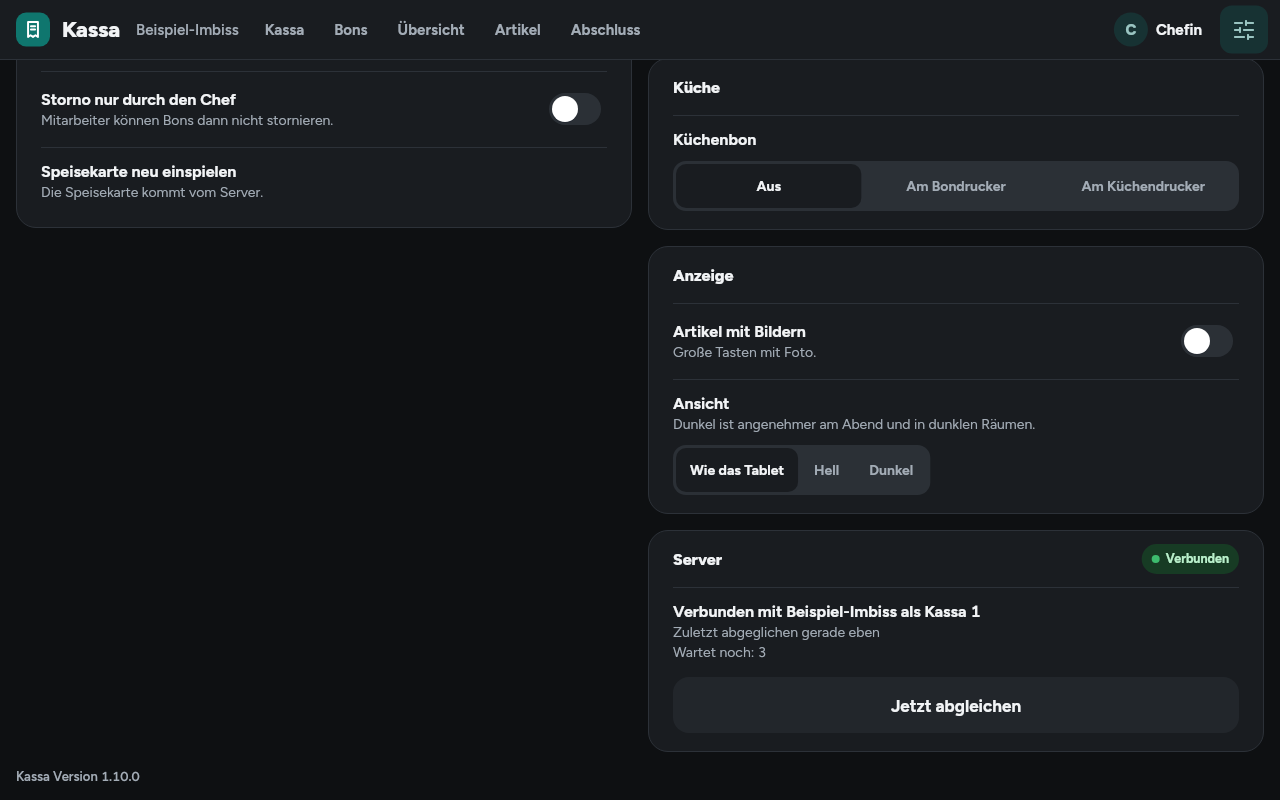 Kassa Beispiel-Imbiss Kassa Bons Übersicht Artikel Abschluss C Chefin
Storno nur durch den Chef
Mitarbeiter können Bons dann nicht stornieren.
Speisekarte neu einspielen
Die Speisekarte kommt vom Server.
Küche
Küchenbon
Aus Am Bondrucker Am Küchendrucker
Anzeige
Artikel mit Bildern
Große Tasten mit Foto.
Ansicht
Dunkel ist angenehmer am Abend und in dunklen Räumen.
Wie das Tablet Hell Dunkel
Server Verbunden
Verbunden mit Beispiel-Imbiss als Kassa 1
Zuletzt abgeglichen gerade eben
Wartet noch: 3
Jetzt abgleichen
Kassa Version 1.10.0